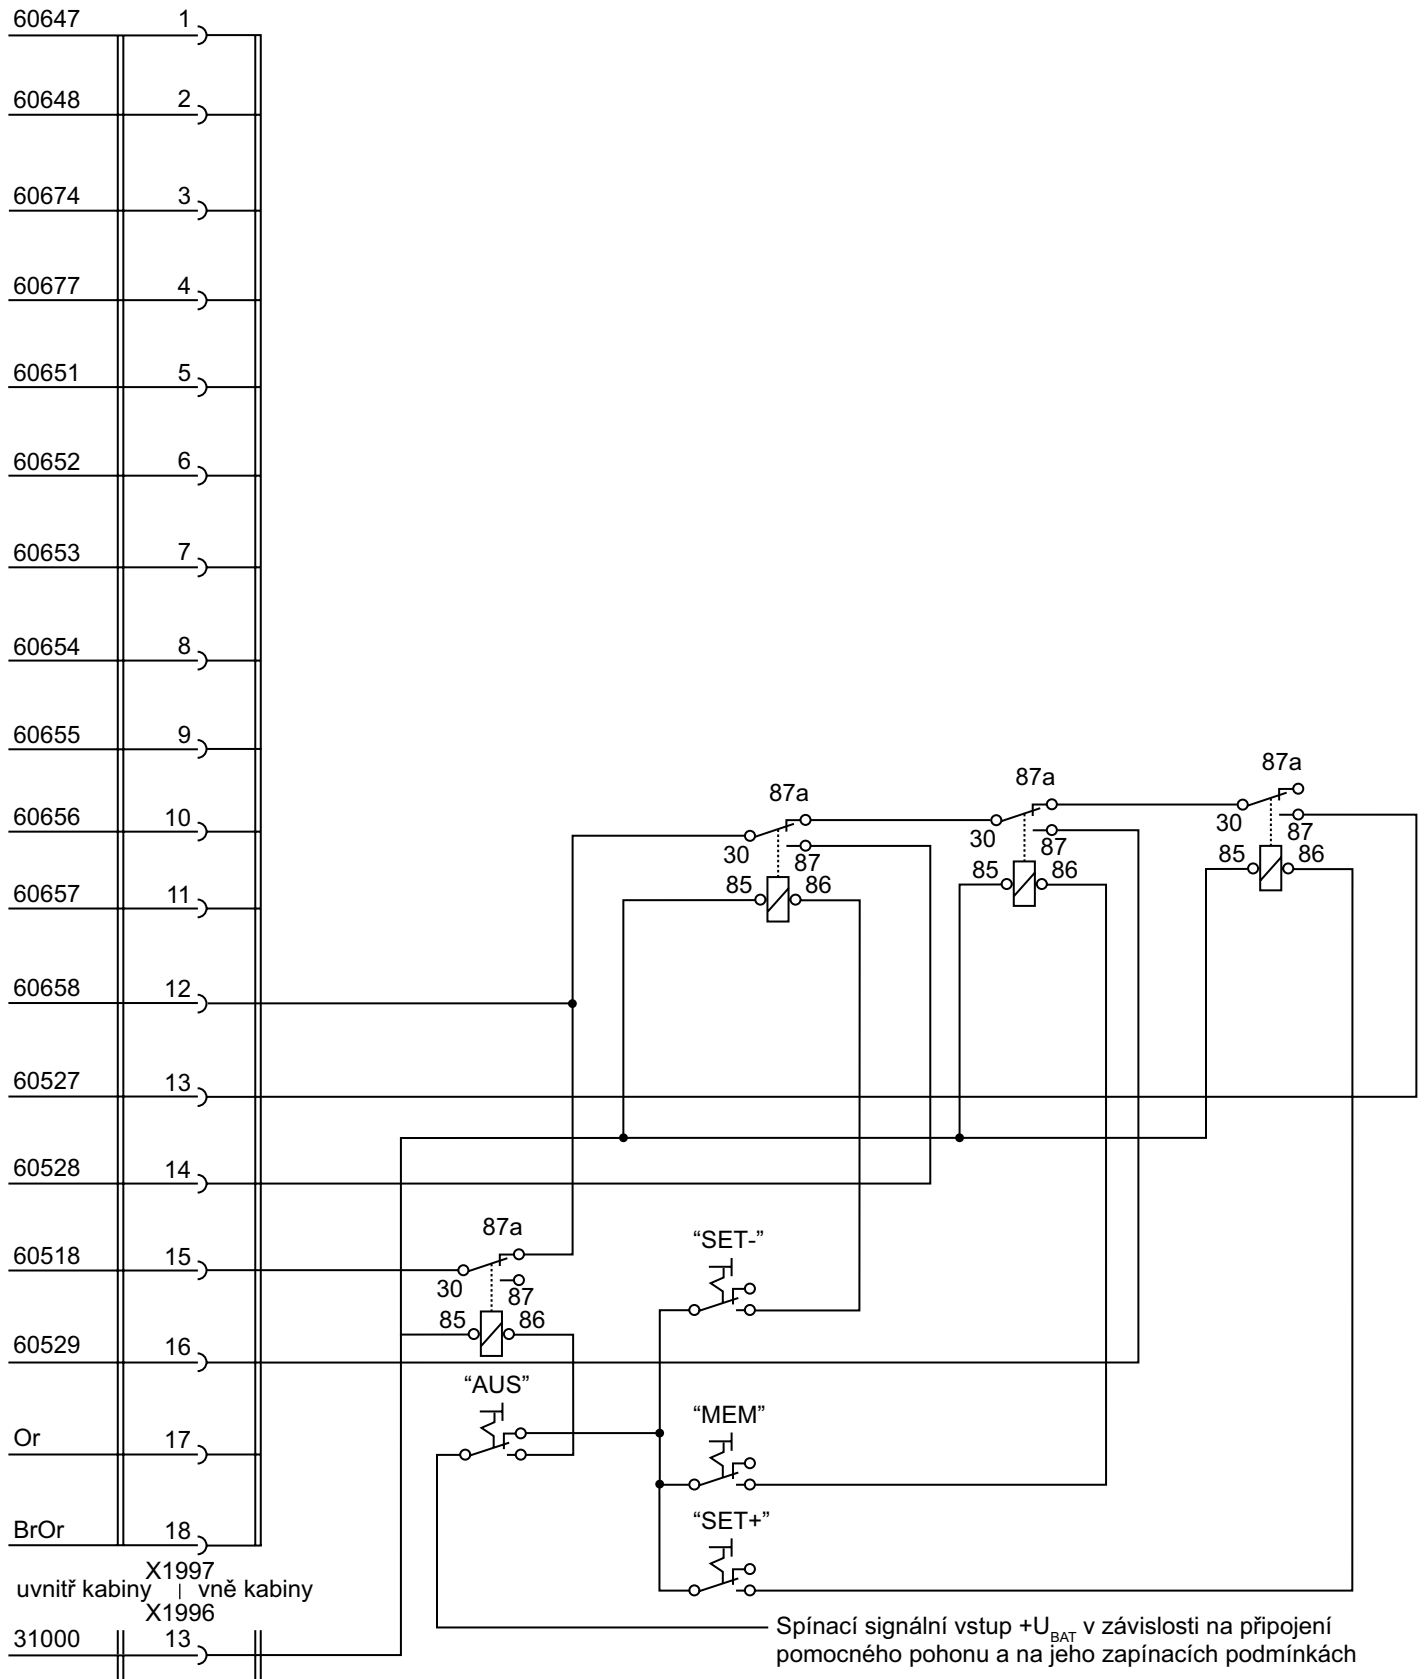 60647 1
60648 2
60674 3
60677 4
60651 5
60652 6
60653 7
60654 8
60655 9
60656 10
60657 11
60658 12
60527 13
60528 14
60518 15
60529 16
Or 17
BrOr 18
X1997
uvnitř kabiny | vně kabiny
X1996
31000 13
87a
30
87
85 86
87a
30
87
85 86
87a
30
87
85 86
87a
30
87
85 86
“AUS”
“SET-”
“MEM”
“SET+”
Spínací signální vstup +UBAT v závislosti na připojení
pomocného pohonu a na jeho zapínacích podmínkách